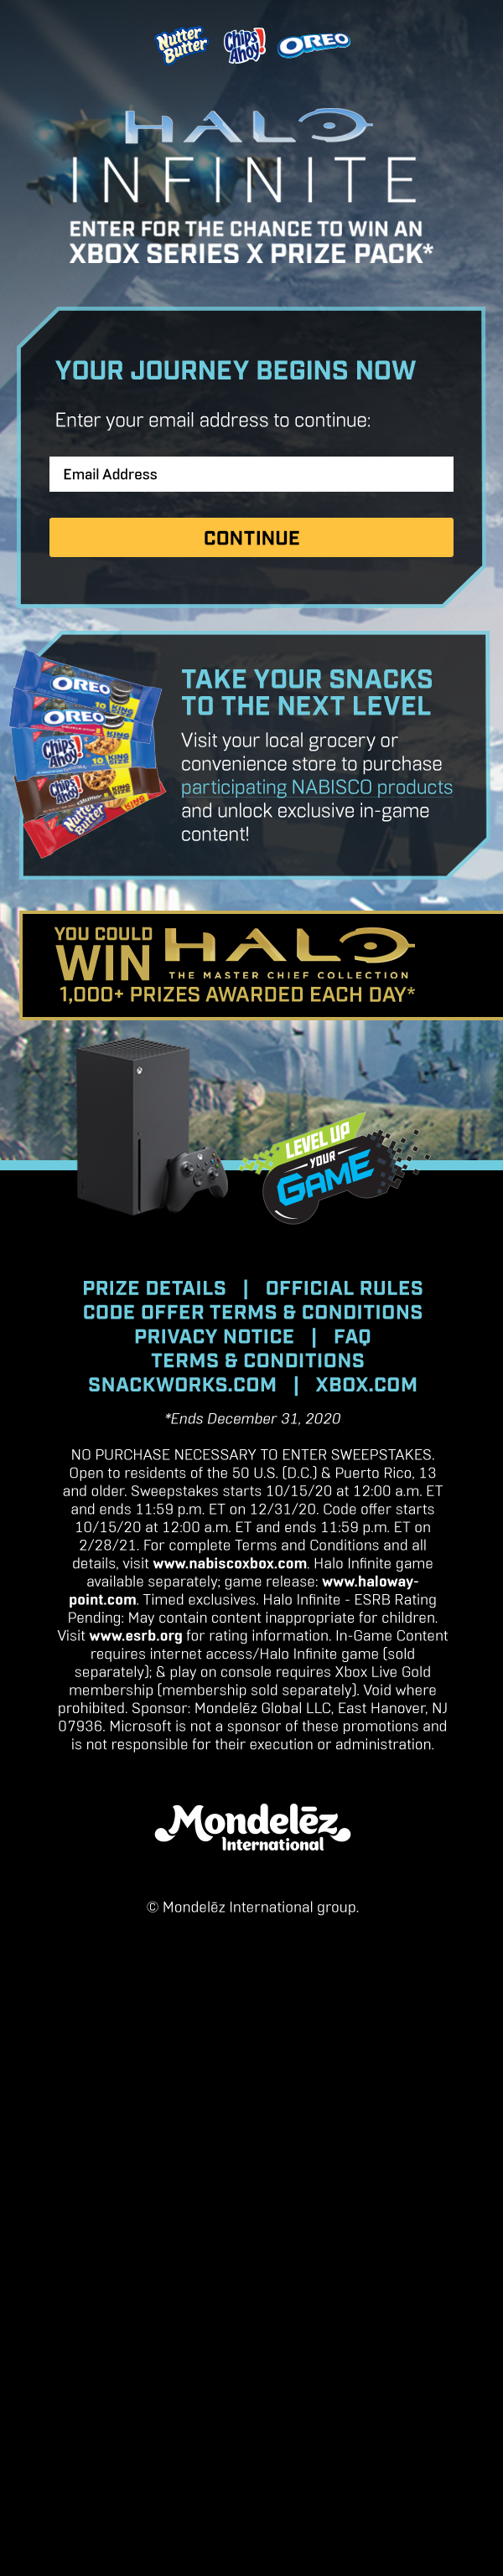 Nutter Butter
Chips Ahoy!
OREO
HALO
INFINITE
ENTER FOR THE CHANCE TO WIN AN
XBOX SERIES X PRIZE PACK*
YOUR JOURNEY BEGINS NOW
Enter your email address to continue:
Email Address
CONTINUE
OREO
OREO
Chips Ahoy!
Chips Ahoy!
Nutter Butter
TAKE YOUR SNACKS
TO THE NEXT LEVEL
Visit your local grocery or
convenience store to purchase
participating NABISCO products
and unlock exclusive in-game
content!
YOU COULD
WIN
HALO
THE MASTER CHIEF COLLECTION
1,000+ PRIZES AWARDED EACH DAY*
LEVEL UP
YOUR
GAME
PRIZE DETAILS | OFFICIAL RULES
CODE OFFER TERMS & CONDITIONS
PRIVACY NOTICE | FAQ
TERMS & CONDITIONS
SNACKWORKS.COM | XBOX.COM
*Ends December 31, 2020
NO PURCHASE NECESSARY TO ENTER SWEEPSTAKES.
Open to residents of the 50 U.S. (D.C.) & Puerto Rico, 13
and older. Sweepstakes starts 10/15/20 at 12:00 a.m. ET
and ends 11:59 p.m. ET on 12/31/20. Code offer starts
10/15/20 at 12:00 a.m. ET and ends 11:59 p.m. ET on
2/28/21. For complete Terms and Conditions and all
details, visit www.nabiscoxbox.com. Halo Infinite game
available separately; game release: www.haloway-
point.com. Timed exclusives. Halo Infinite - ESRB Rating
Pending: May contain content inappropriate for children.
Visit www.esrb.org for rating information. In-Game Content
requires internet access/Halo Infinite game (sold
separately); & play on console requires Xbox Live Gold
membership (membership sold separately). Void where
prohibited. Sponsor: Mondelēz Global LLC, East Hanover, NJ
07936. Microsoft is not a sponsor of these promotions and
is not responsible for their execution or administration.
Mondelēz
International
© Mondelēz International group.